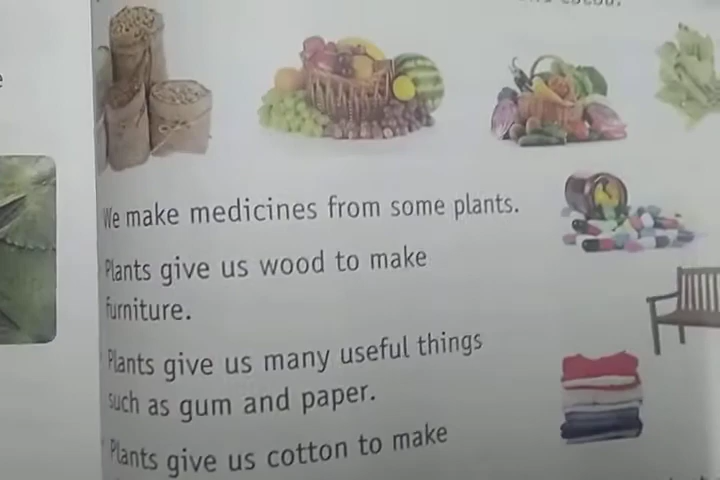 We make medicines from some plants.
Plants give us wood to make
furniture.
Plants give us many useful things
such as gum and paper.
Plants give us cotton to make